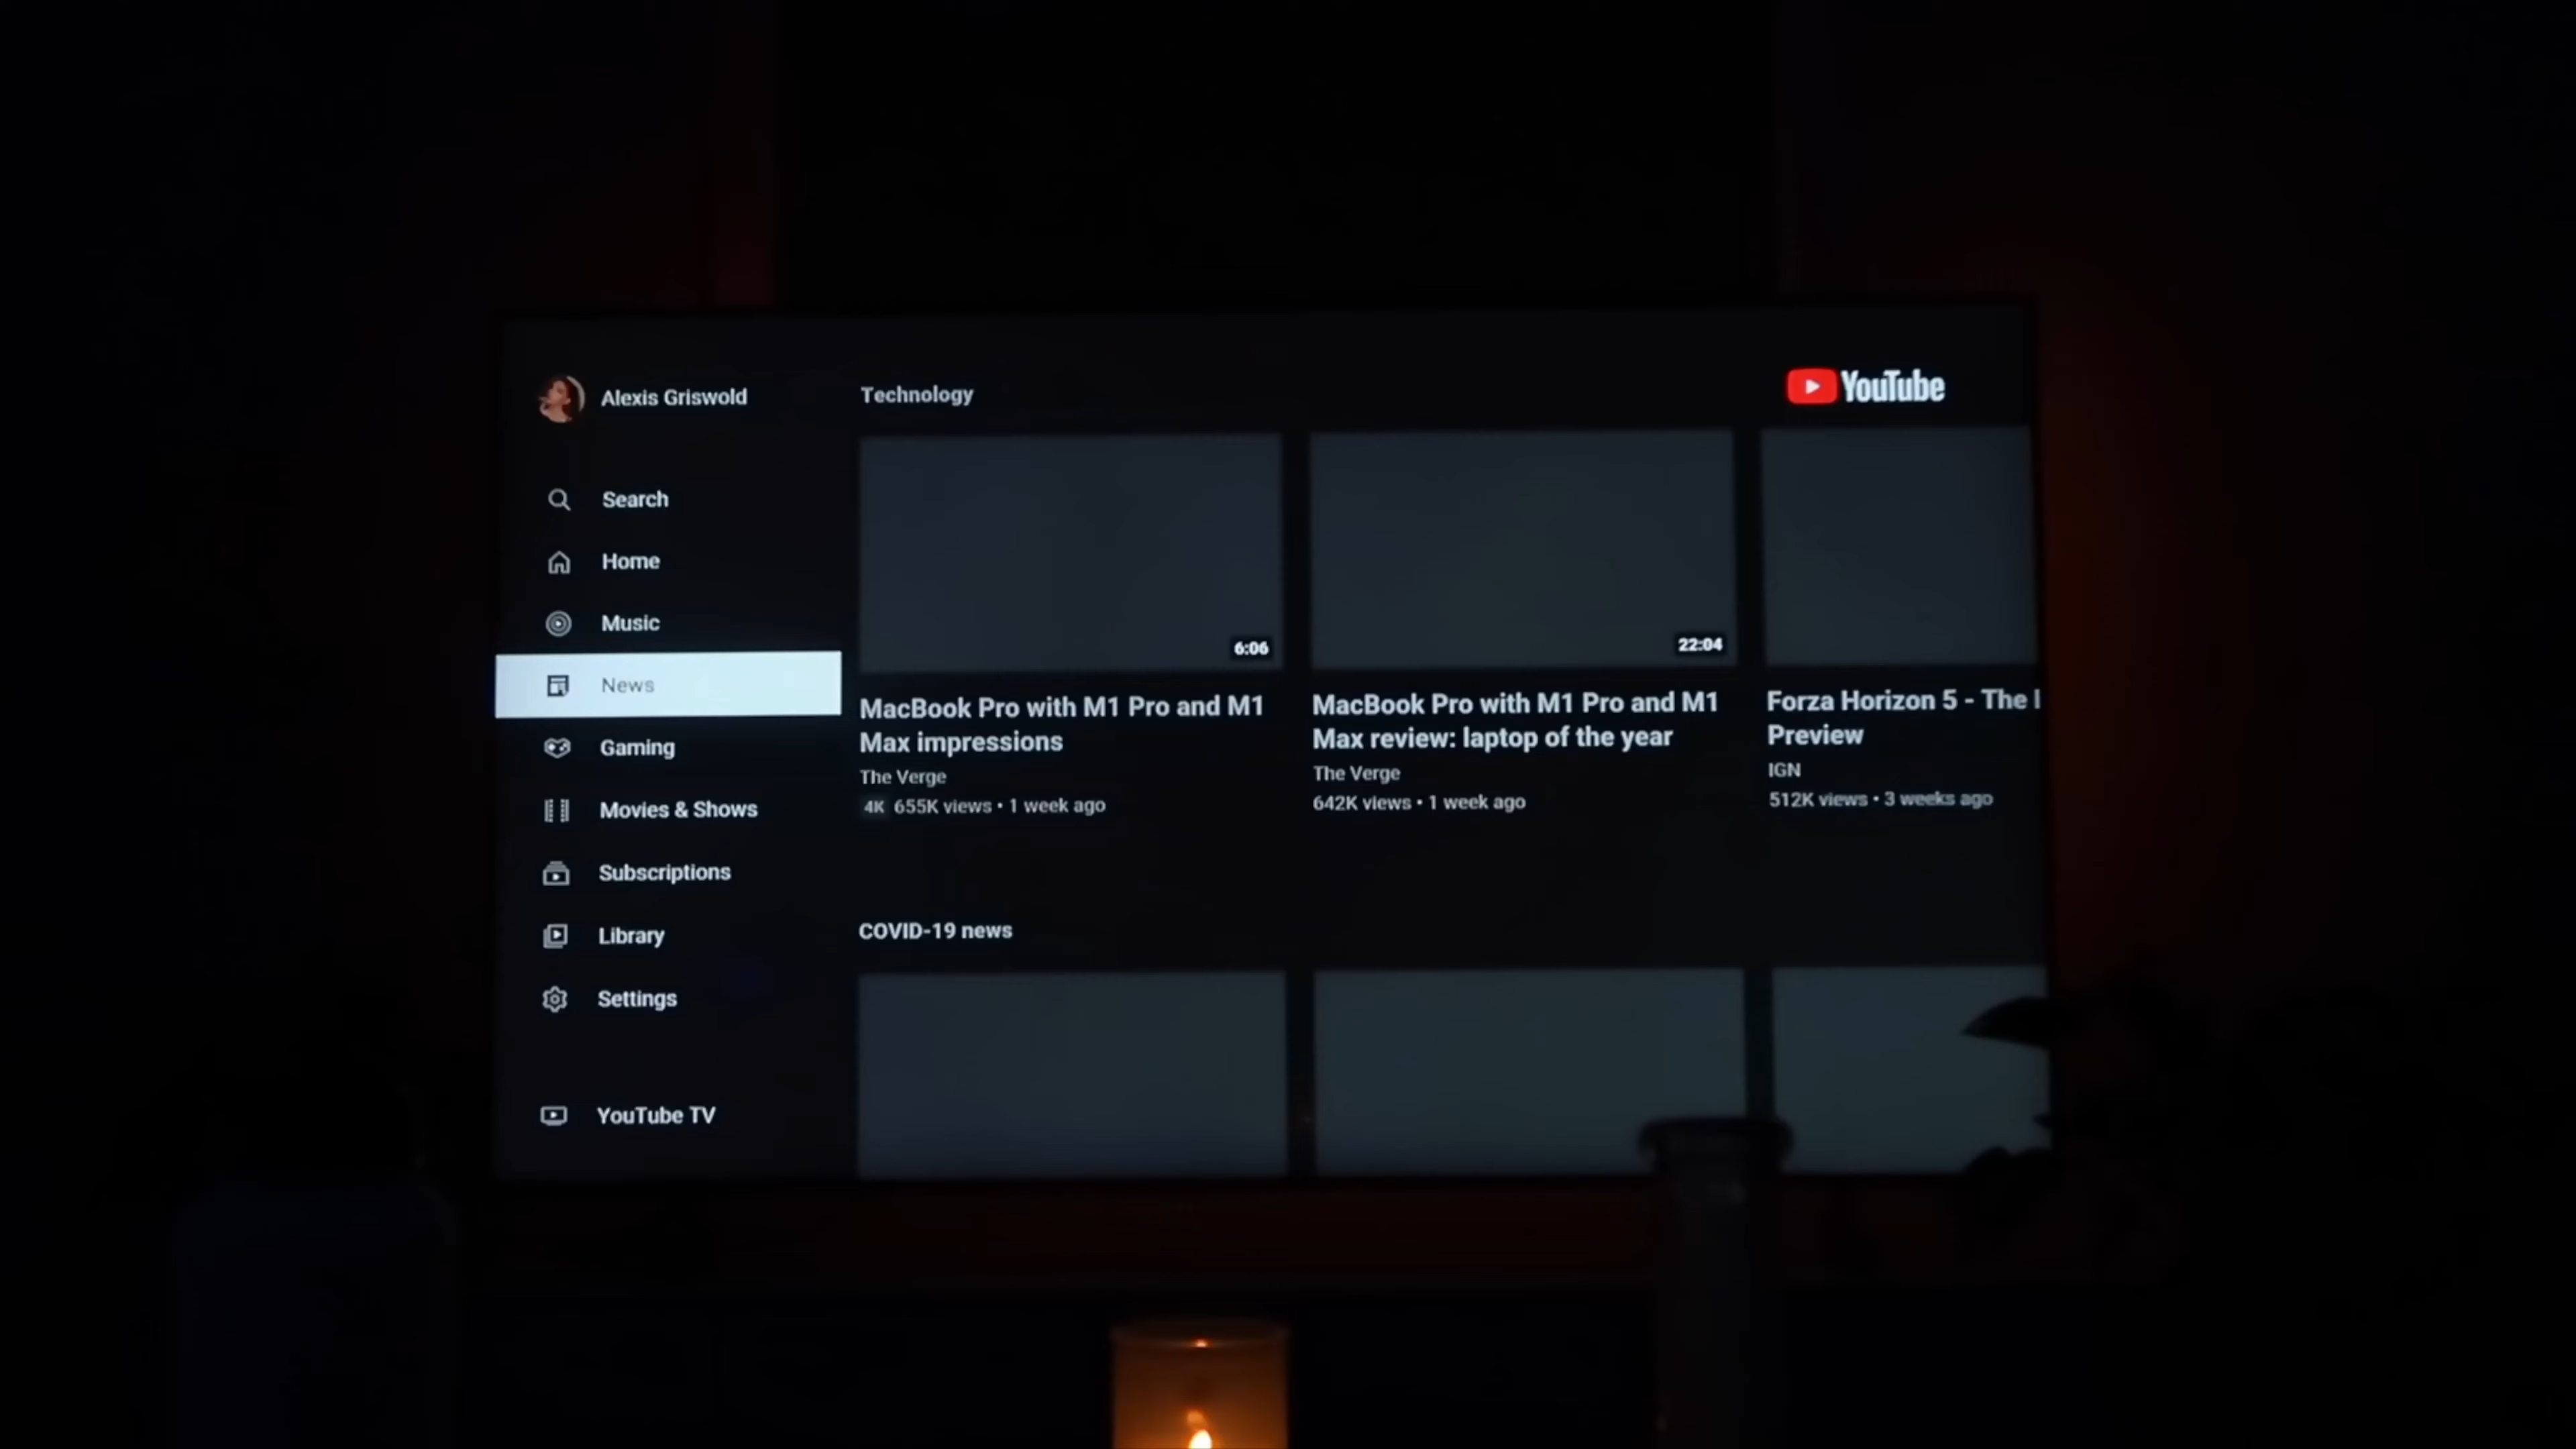 Alexis Griswold
Search
Home
Music
News
Gaming
Movies & Shows
Subscriptions
Library
Settings
YouTube TV
Technology
YouTube
6:06
MacBook Pro with M1 Pro and M1
Max impressions
The Verge
4K 655K views • 1 week ago
22:04
MacBook Pro with M1 Pro and M1
Max review: laptop of the year
The Verge
642K views • 1 week ago
Forza Horizon 5 - The
Preview
IGN
512K views • 3 weeks ago
COVID-19 news